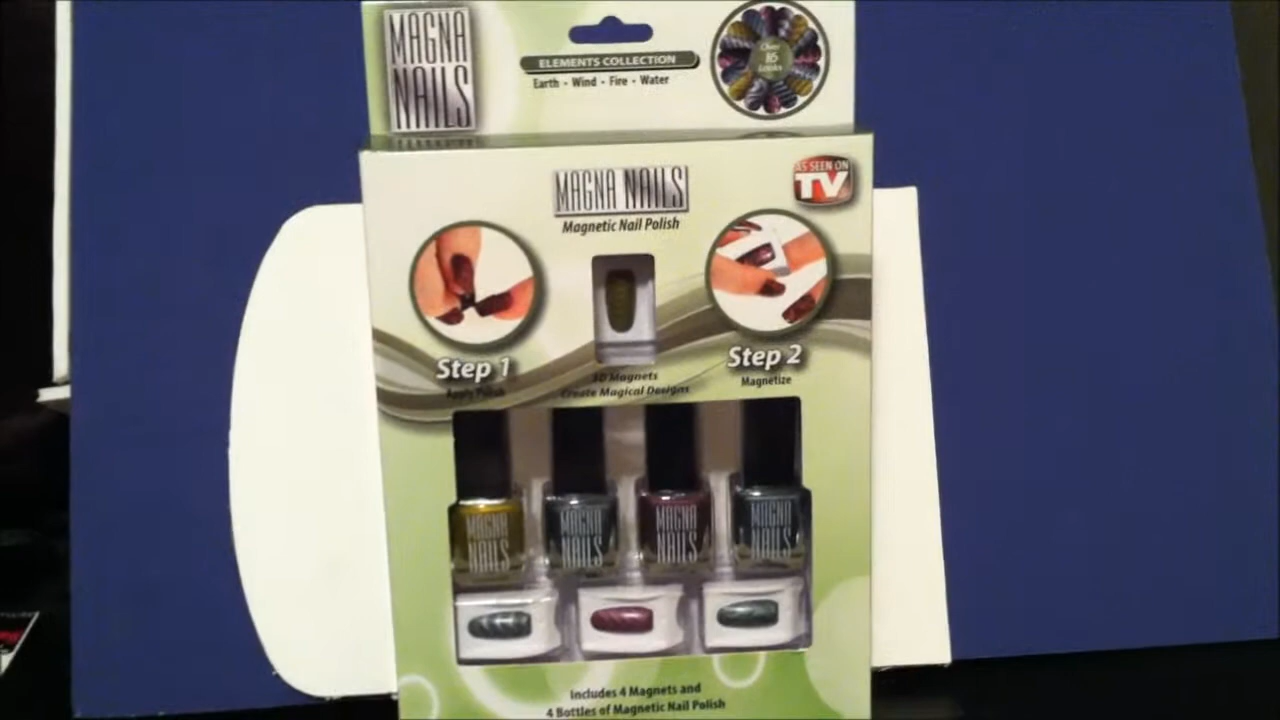 MAGNA
NAILS
ELEMENTS COLLECTION
Earth - Wind - Fire - Water
Over
16
Looks
MAGNA NAILS
Magnetic Nail Polish
AS SEEN ON
TV
Step 1
Apply Polish
Step 2
Magnetize
3D Magnets
Create Magical Designs
MAGNA
NAILS
MAGNA
NAILS
MAGNA
NAILS
MAGNA
NAILS
Includes 4 Magnets and
4 Bottles of Magnetic Nail Polish